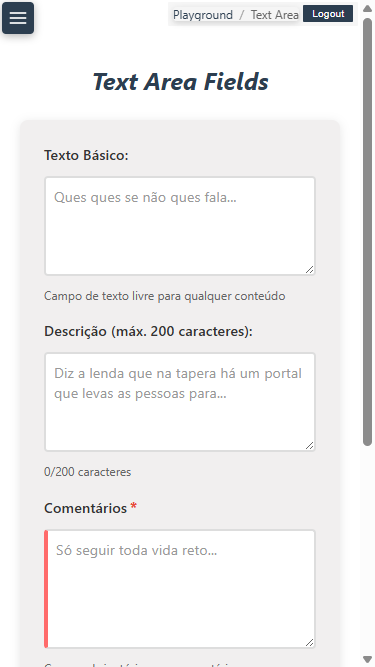 Playground / Text Area
Logout
Text Area Fields
Texto Básico:
Ques ques se não ques fala...
Campo de texto livre para qualquer conteúdo
Descrição (máx. 200 caracteres):
Diz a lenda que na tapera há um portal
que levas as pessoas para...
0/200 caracteres
Comentários *
Só seguir toda vida reto...